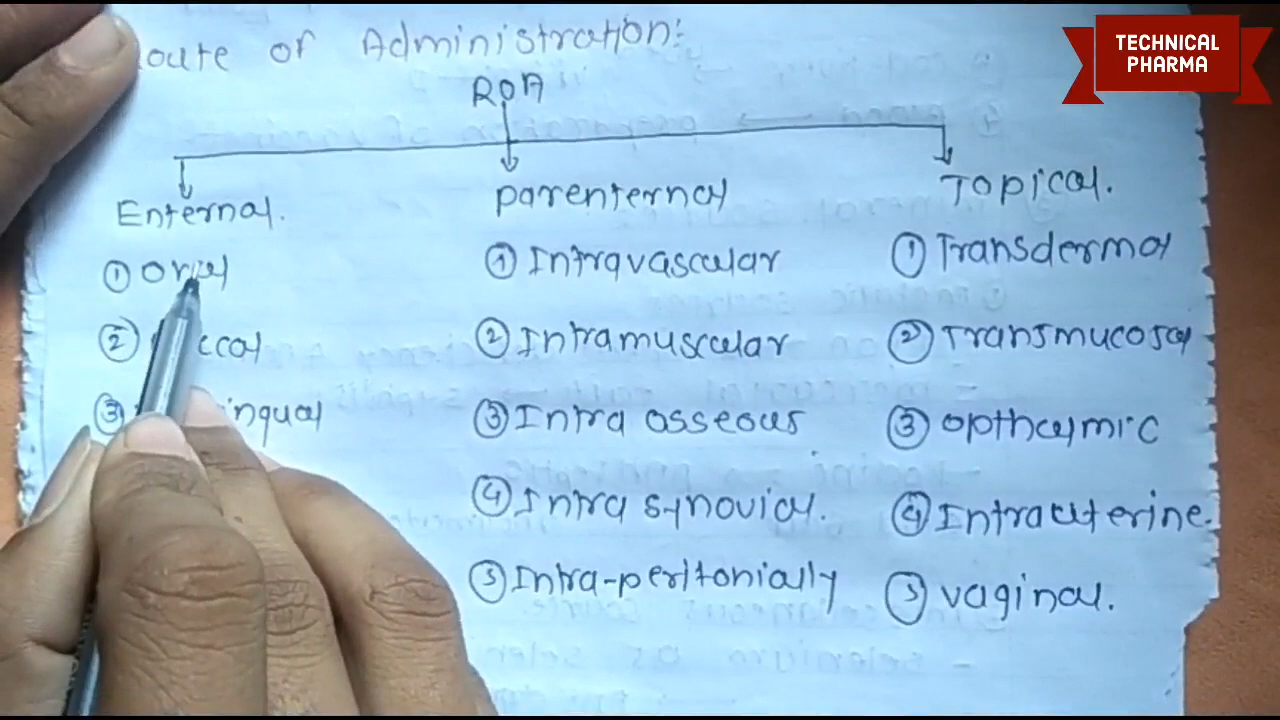 TECHNICAL
PHARMA
oute of Administration:
ROA
Enternal.
① Oral
②
③
Parenternal
① Intravascular
② Intramuscular
③ Intra osseous
④ Intra synovial.
⑤ Intra-peritonially
Topical.
① Transdermal
② Transmucosal
③ opthalmic
④ Intrauterine.
⑤ vaginal.